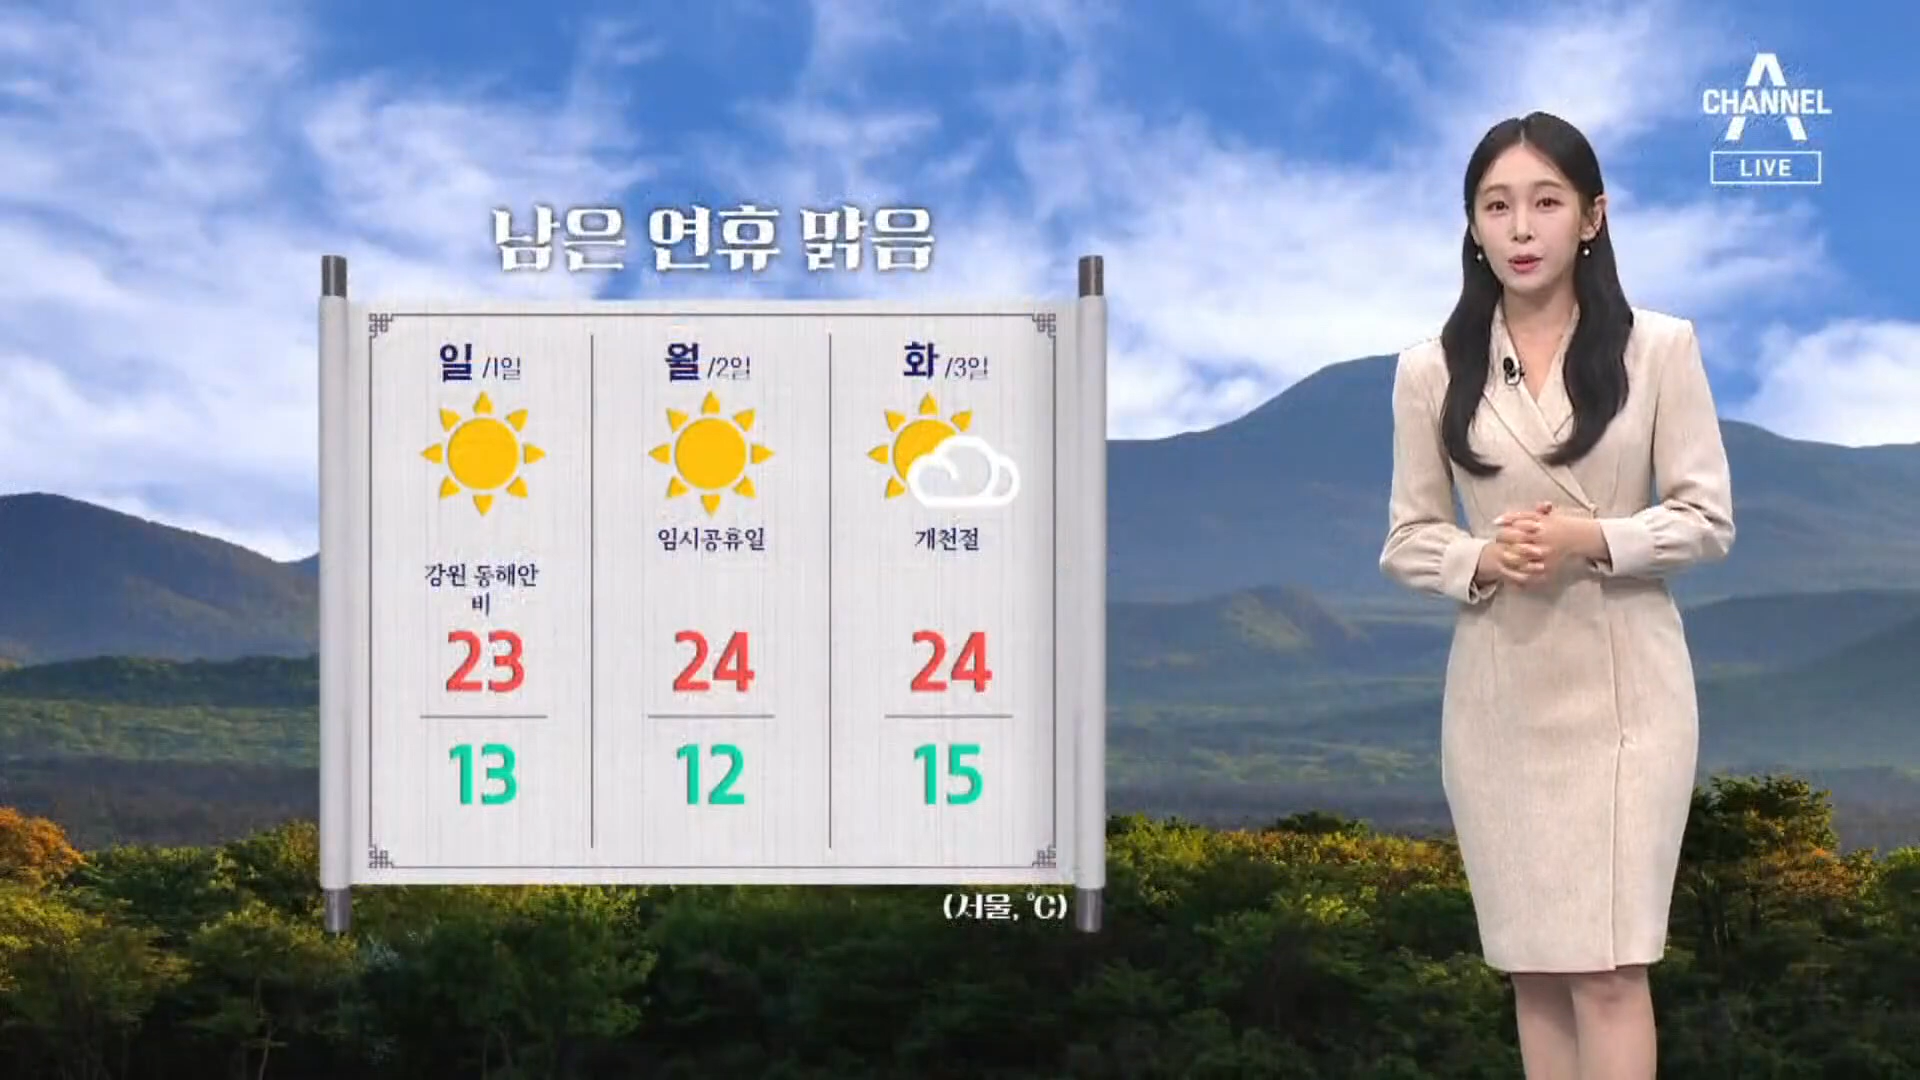 CHANNEL A
LIVE
남은 연휴 맑음
일 /1일
월 /2일
화 /3일
임시공휴일
개천절
강원 동해안
비
23
24
24
13
12
15
(서울, ℃)